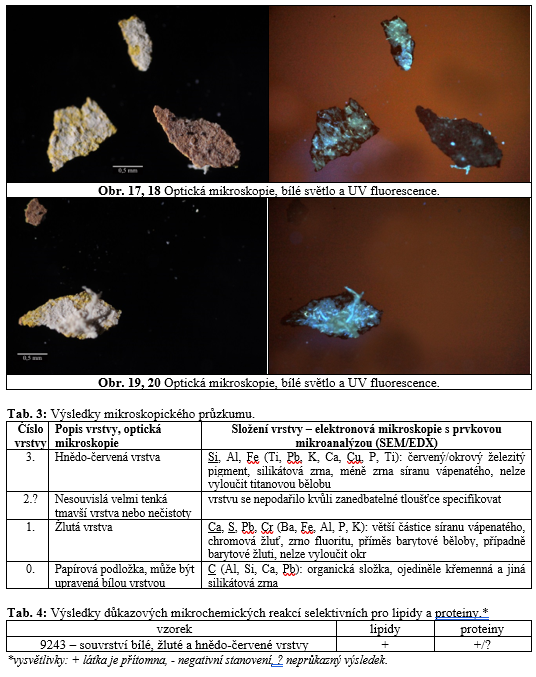 0,5 mm
Obr. 17, 18 Optická mikroskopie, bílé světlo a UV fluorescence.
0,5 mm
Obr. 19, 20 Optická mikroskopie, bílé světlo a UV fluorescence.
Tab. 3: Výsledky mikroskopického průzkumu.
Číslo vrstvy Popis vrstvy, optická mikroskopie Složení vrstvy – elektronová mikroskopie s prvkovou mikroanalýzou (SEM/EDX)
3. Hnědo-červená vrstva Si, Al, Fe (Ti, Pb, K, Ca, Cu, P, Ti): červený/okrový železitý
pigment, silikátová zrna, méně zrna síranu vápenatého, nelze
vyloučit titanovou bělobu
2.? Nesouvislá velmi tenká vrstvu se nepodařilo kvůli zanedbatelné tloušťce specifikovat
tmavší vrstva nebo nečistoty
1. Žlutá vrstva Ca, S, Pb, Cr (Ba, Fe, Al, P, K): větší částice síranu vápenatého,
chromová žluť, zrno fluoritu, příměs barytové běloby, případně
barytové žluti, nelze vyloučit okr
0. Papírová podložka, může být C (Al, Si, Ca, Pb): organická složka, ojediněle křemenná a jiná
upravená bílou vrstvou silikátová zrna
Tab. 4: Výsledky důkazových mikrochemických reakcí selektivních pro lipidy a proteiny.*
vzorek lipidy proteiny
9243 – souvrství bílé, žluté a hnědo-červené vrstvy + +/?
*vysvětlivky: + látka je přítomna, - negativní stanovení, ? neprůkazný výsledek.